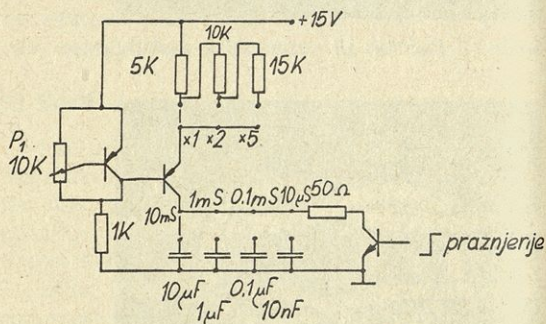 +15V
10K
5K
15K
x1 x2 x5
P1
10K
10mS
1mS 0.1mS 10µS 50Ω
1K
praznjenje
10µF
1µF
0.1µF
10nF